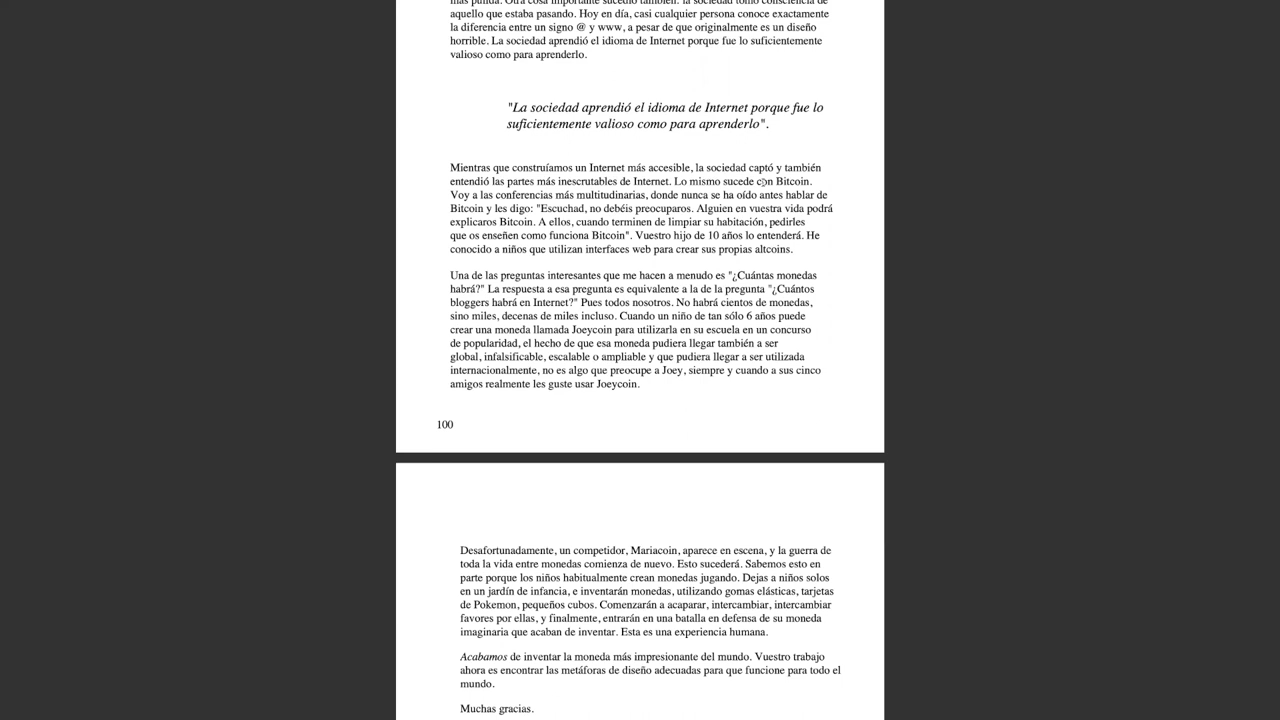 más pulida. Otra cosa importante sucedió también: la sociedad tomó consciencia de
aquello que estaba pasando. Hoy en día, casi cualquier persona conoce exactamente
la diferencia entre un signo @ y www, a pesar de que originalmente es un diseño
horrible. La sociedad aprendió el idioma de Internet porque fue lo suficientemente
valioso como para aprenderlo.
"La sociedad aprendió el idioma de Internet porque fue lo
suficientemente valioso como para aprenderlo".
Mientras que construíamos un Internet más accesible, la sociedad captó y también
entendió las partes más inescrutables de Internet. Lo mismo sucede con Bitcoin.
Voy a las conferencias más multitudinarias, donde nunca se ha oído antes hablar de
Bitcoin y les digo: "Escuchad, no debéis preocuparos. Alguien en vuestra vida podrá
explicaros Bitcoin. A ellos, cuando terminen de limpiar su habitación, pedirles
que os enseñen como funciona Bitcoin". Vuestro hijo de 10 años lo entenderá. He
conocido a niños que utilizan interfaces web para crear sus propias altcoins.
Una de las preguntas interesantes que me hacen a menudo es "¿Cuántas monedas
habrá?" La respuesta a esa pregunta es equivalente a la de la pregunta "¿Cuántos
bloggers habrá en Internet?" Pues todos nosotros. No habrá cientos de monedas,
sino miles, decenas de miles incluso. Cuando un niño de tan sólo 6 años puede
crear una moneda llamada Joeycoin para utilizarla en su escuela en un concurso
de popularidad, el hecho de que esa moneda pudiera llegar también a ser
global, infalsificable, escalable o ampliable y que pudiera llegar a ser utilizada
internacionalmente, no es algo que preocupe a Joey, siempre y cuando a sus cinco
amigos realmente les guste usar Joeycoin.
100
Desafortunadamente, un competidor, Mariacoin, aparece en escena, y la guerra de
toda la vida entre monedas comienza de nuevo. Esto sucederá. Sabemos esto en
parte porque los niños habitualmente crean monedas jugando. Dejas a niños solos
en un jardín de infancia, e inventarán monedas, utilizando gomas elásticas, tarjetas
de Pokemon, pequeños cubos. Comenzarán a acaparar, intercambiar, intercambiar
favores por ellas, y finalmente, entrarán en una batalla en defensa de su moneda
imaginaria que acaban de inventar. Esta es una experiencia humana.
Acabamos de inventar la moneda más impresionante del mundo. Vuestro trabajo
ahora es encontrar las metáforas de diseño adecuadas para que funcione para todo el
mundo.
Muchas gracias.